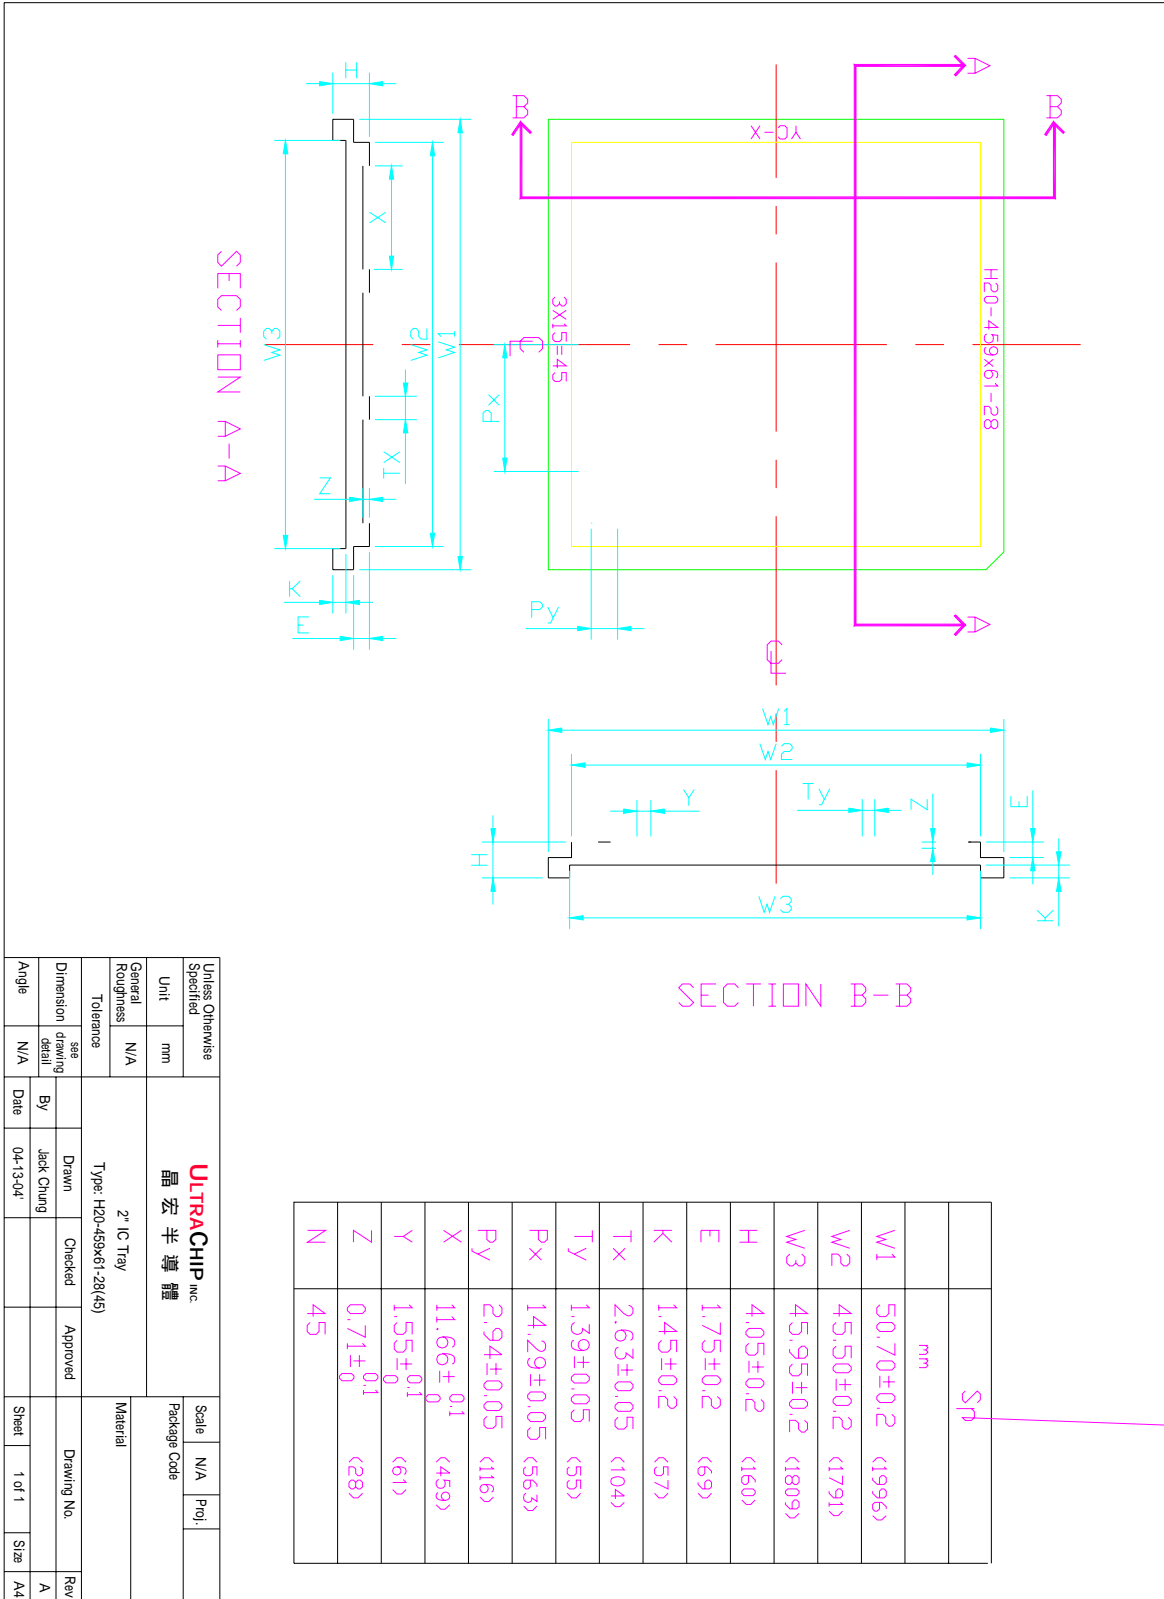 H
B
A
B
YC-X
X
H20-459x61-28
3X15=45
W3
W2
W1
CL
Px
SECTION A-A
TX
Z
K
E
Py
A
CL
W1
W2
Y
Ty
Z
E
H
W3
K
SECTION B-B
mm
W1 50.70±0.2 (1996)
W2 45.50±0.2 (1791)
W3 45.95±0.2 (1809)
H 4.05±0.2 (160)
E 1.75±0.2 (69)
K 1.45±0.2 (57)
Tx 2.63±0.05 (104)
Ty 1.39±0.05 (55)
Px 14.29±0.05 (563)
Py 2.94±0.05 (116)
X 11.66± 0.1 0 (459)
Y 1.55± 0.1 0 (61)
Z 0.71± 0.1 0 (28)
N 45
Unless Otherwise Specified
Unit mm
General Roughness N/A
Tolerance
Dimension see drawing detail
Angle N/A
ULTRACHIP INC.
晶宏半導體
2" IC Tray
Type: H20-459x61-28(45)
Drawn Checked Approved
By Jack Chung
Date 04-13-04'
Scale N/A Proj.
Package Code
Material
Drawing No. Rev
A
Sheet 1 of 1 Size A4